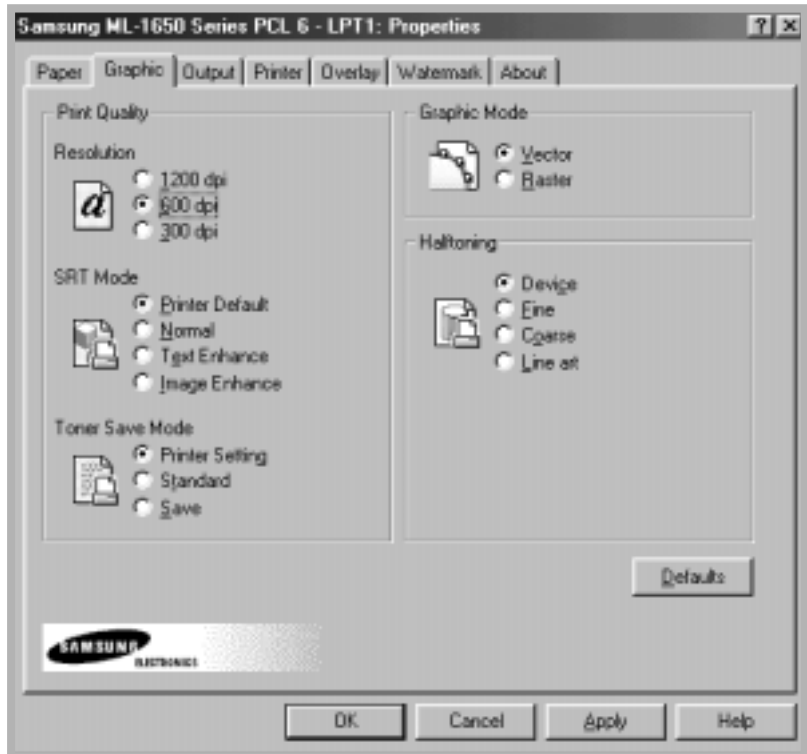 Samsung ML-1650 Series PCL 6 - LPT1: Properties
Paper Graphic Output Printer Overlay Watermark About
Print Quality
Resolution
1200 dpi
600 dpi
300 dpi
SRT Mode
Printer Default
Normal
Text Enhance
Image Enhance
Toner Save Mode
Printer Setting
Standard
Save
Graphic Mode
Vector
Raster
Halftoning
Device
Fine
Coarse
Line art
Defaults
SAMSUNG
ELECTRONICS
OK Cancel Apply Help